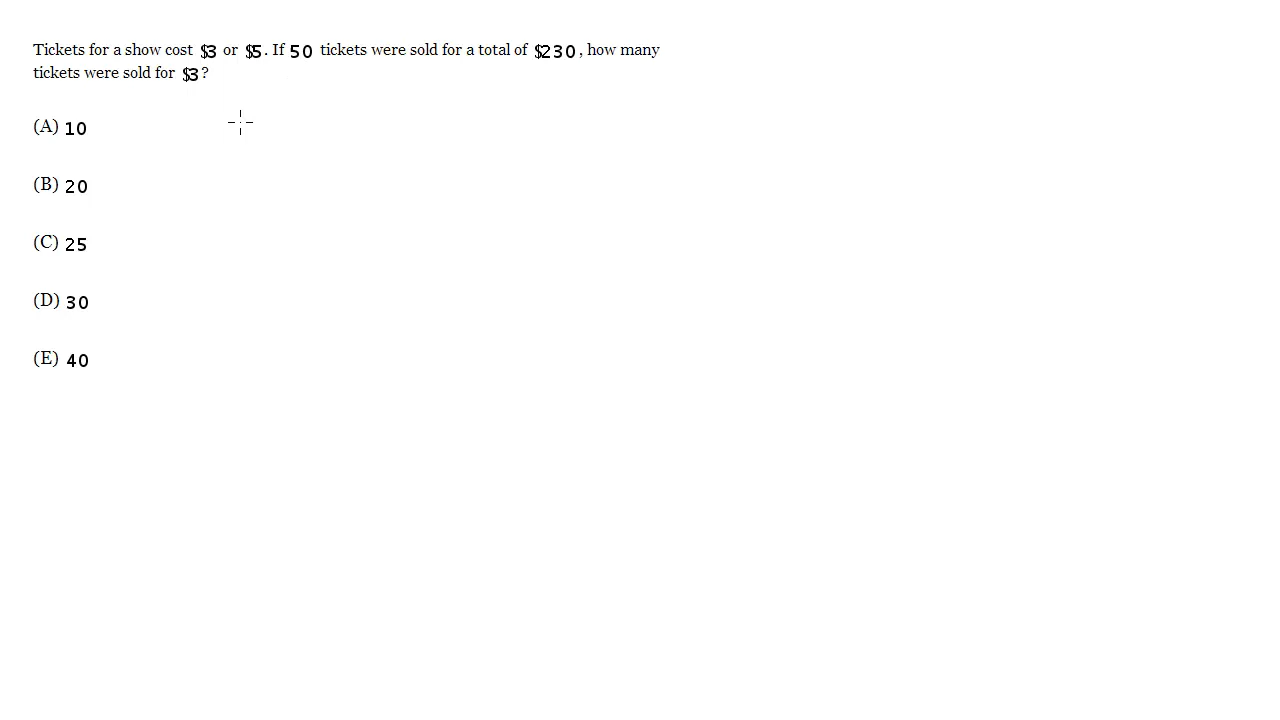 Tickets for a show cost $3 or $5. If 50 tickets were sold for a total of $230, how many
tickets were sold for $3?
(A) 10
(B) 20
(C) 25
(D) 30
(E) 40